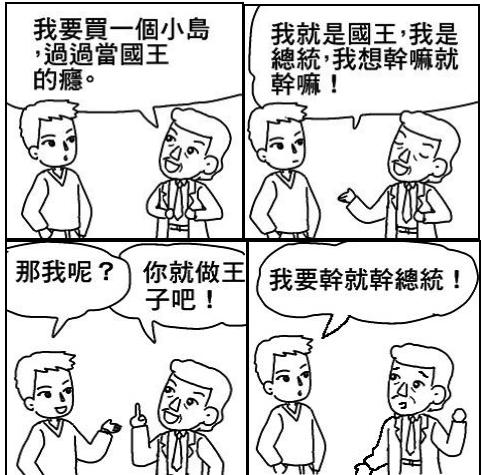 我要買一個小島
,過過當國王
的癮。
我就是國王,我是
總統,我想幹嘛就
幹嘛！
那我呢？
你就做王
子吧！
我要幹就幹總統！